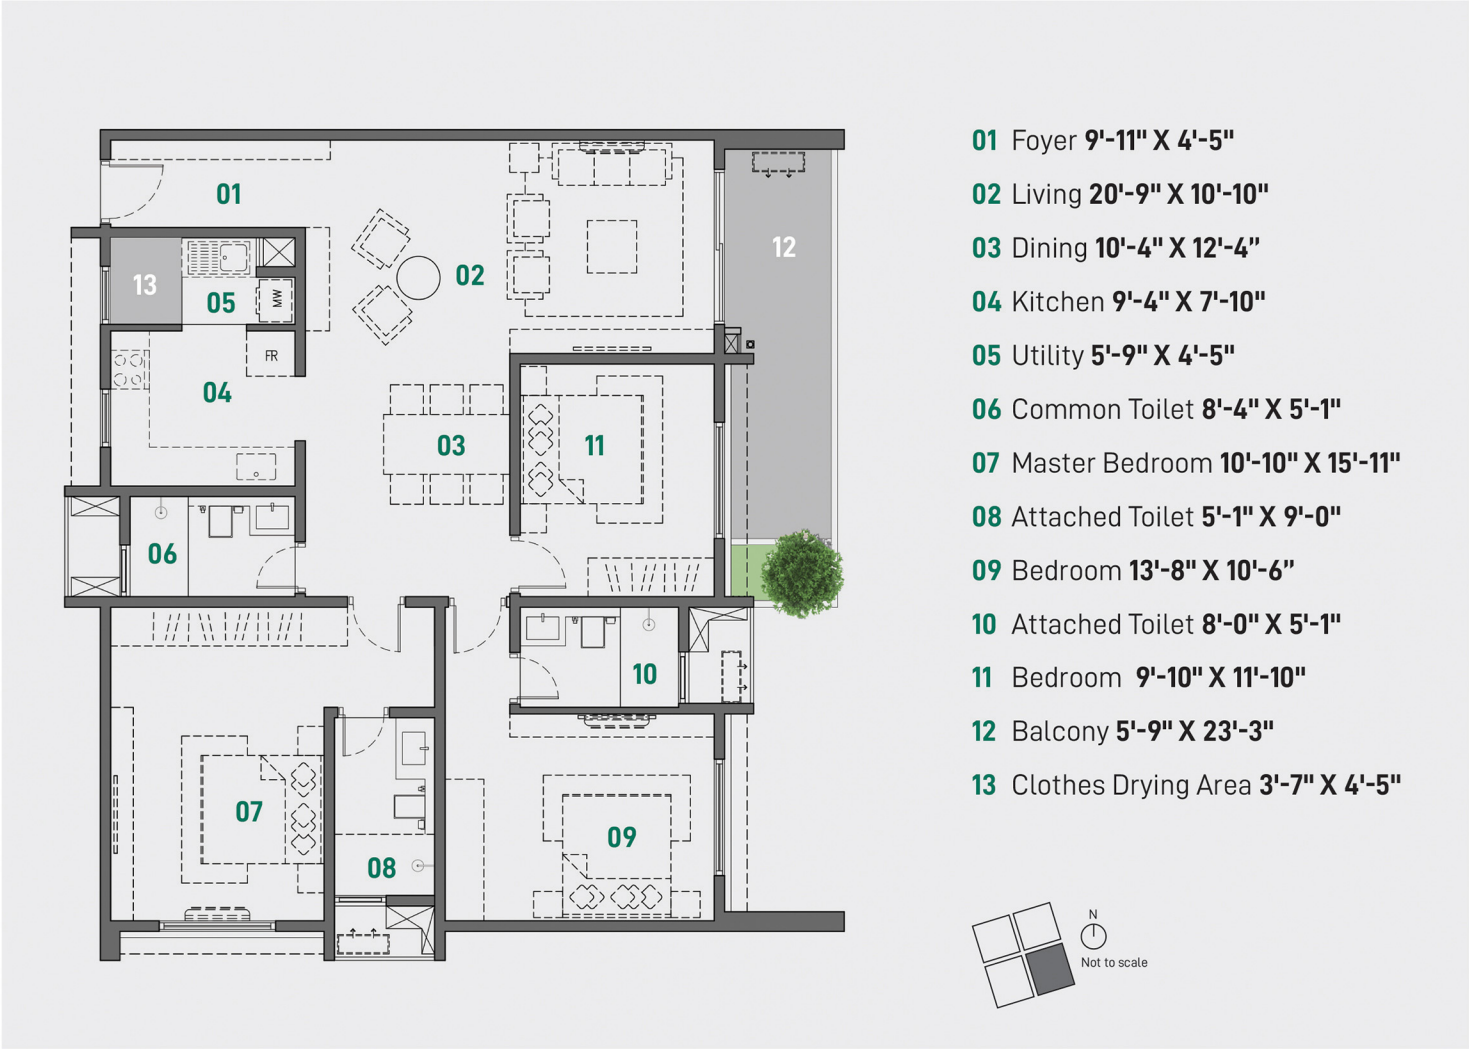 01 Foyer 9'-11" X 4'-5"
02 Living 20'-9" X 10'-10"
03 Dining 10'-4" X 12'-4”
04 Kitchen 9'-4" X 7'-10"
05 Utility 5'-9" X 4'-5"
06 Common Toilet 8'-4" X 5'-1"
07 Master Bedroom 10'-10" X 15'-11"
08 Attached Toilet 5'-1" X 9'-0"
09 Bedroom 13'-8" X 10'-6”
10 Attached Toilet 8'-0" X 5'-1"
11 Bedroom 9'-10" X 11'-10"
12 Balcony 5'-9" X 23'-3"
13 Clothes Drying Area 3'-7" X 4'-5"
01
12
02
13
05
MW
FR
04
03
11
06
10
07
09
08
N
Not to scale